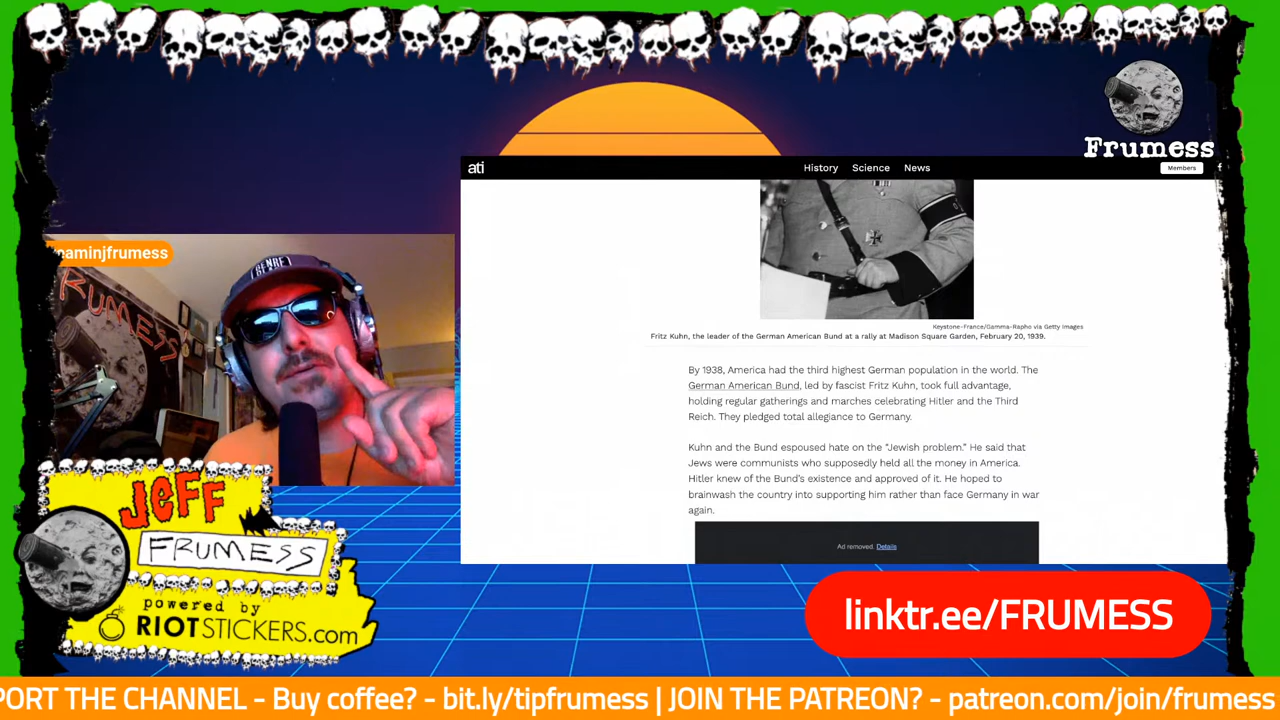 Frumess
ati
History Science News
Members
f
naminjfrumess
GENRE
FRUMESS
Keystone-France/Gamma-Rapho via Getty Images
Fritz Kuhn, the leader of the German American Bund at a rally at Madison Square Garden, February 20, 1939.
By 1938, America had the third highest German population in the world. The
German American Bund, led by fascist Fritz Kuhn, took full advantage,
holding regular gatherings and marches celebrating Hitler and the Third
Reich. They pledged total allegiance to Germany.
Kuhn and the Bund espoused hate on the "Jewish problem." He said that
Jews were communists who supposedly held all the money in America.
Hitler knew of the Bund's existence and approved of it. He hoped to
brainwash the country into supporting him rather than face Germany in war
again.
Ad removed. Details
JeFF
FRUMESS
powered by
RIOTSTICKERS.com
linktr.ee/FRUMESS
PORT THE CHANNEL - Buy coffee? - bit.ly/tipfrumess | JOIN THE PATREON? - patreon.com/join/frumess